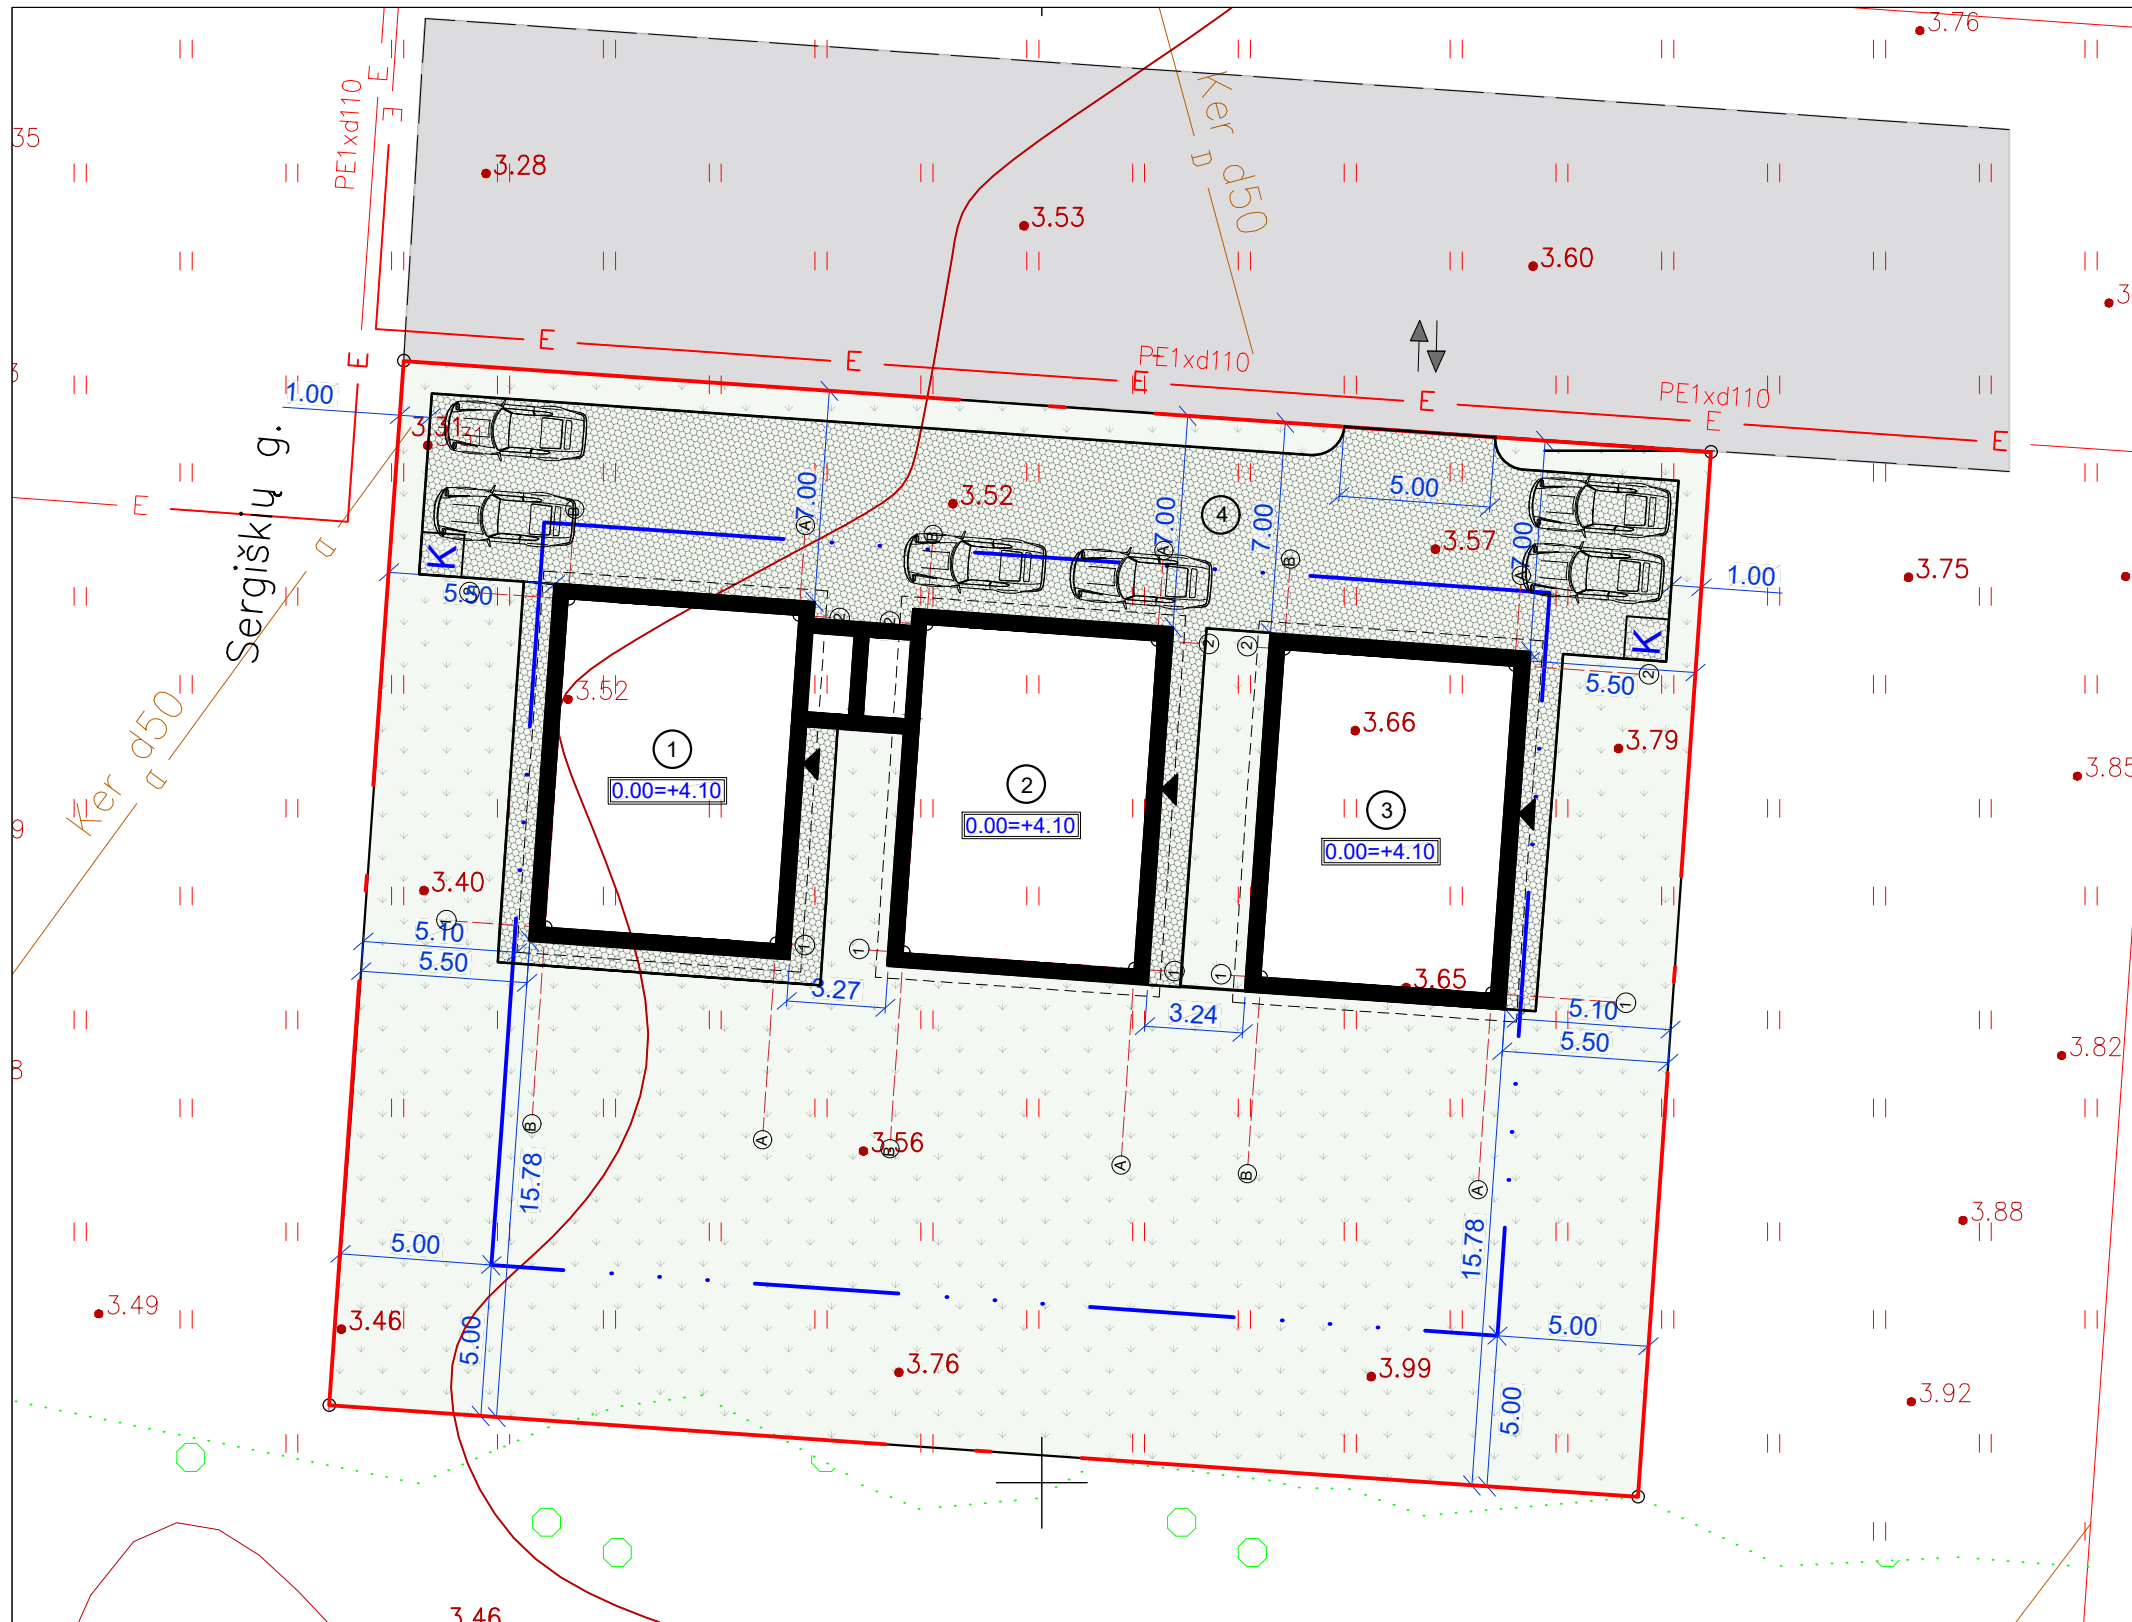 3.76
35
PE1xd110
E
E
3.28
Ker d50
D
3.53
3.60
E
E
E
PE1xd110
E
E
PE1xd110
E
E
E
1.00
3.31
Sergiškių g.
7.00
3.52
7.00
4
7.00
5.00
3.57
7.00
3.75
1.00
K
5.50
K
5.50
3.52
Ker d50
1
0.00=+4.10
2
0.00=+4.10
3.66
3
0.00=+4.10
3.79
3.85
3.40
5.10
5.50
3.27
3.24
3.65
5.10
5.50
3.82
B
A
B
3.56
A
B
A
15.78
15.78
3.88
5.00
5.00
3.49
3.46
5.00
3.76
3.99
5.00
3.92
3.46